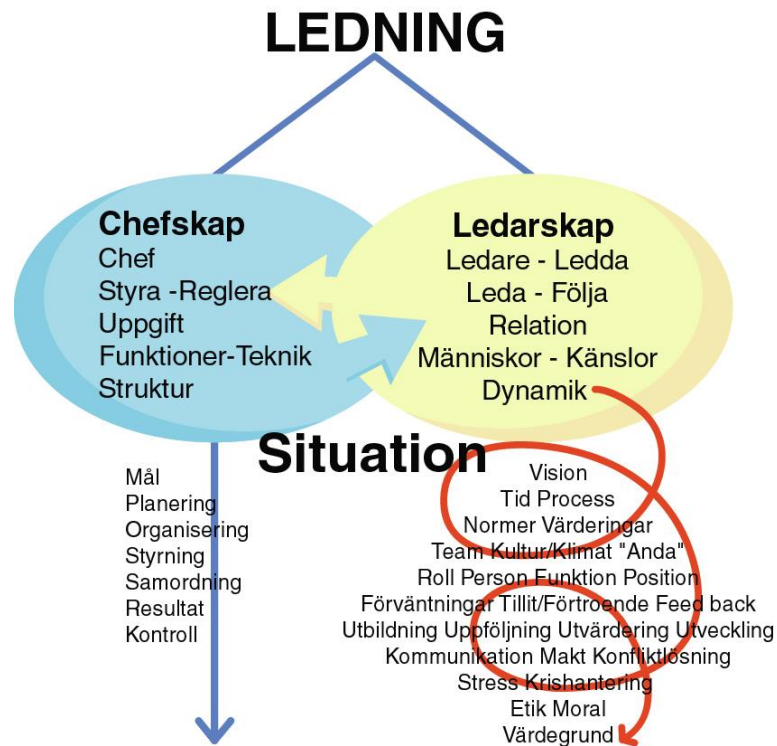 LEDNING
Chefskap
Chef
Styra -Reglera
Uppgift
Funktioner-Teknik
Struktur
Ledarskap
Ledare - Ledda
Leda - Följa
Relation
Människor - Känslor
Dynamik
Situation
Mål
Planering
Organisering
Styrning
Samordning
Resultat
Kontroll
Vision
Tid Process
Normer Värderingar
Team Kultur/Klimat "Anda"
Roll Person Funktion Position
Förväntningar Tillit/Förtroende Feed back
Utbildning Uppföljning Utvärdering Utveckling
Kommunikation Makt Konfliktlösning
Stress Krishantering
Etik Moral
Värdegrund